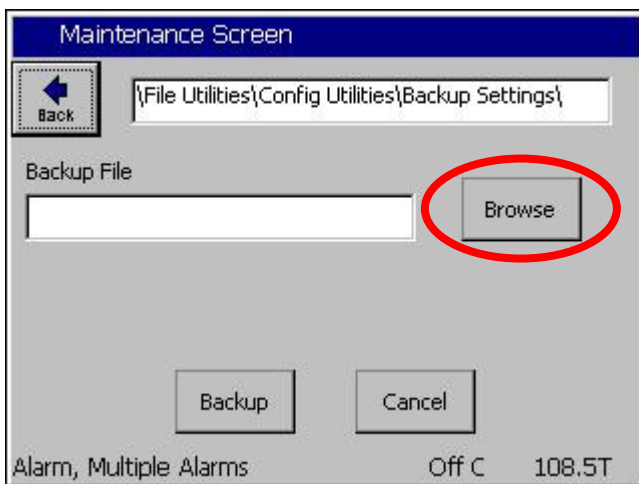 Maintenance Screen
Back
\File Utilities\Config Utilities\Backup Settings\
Backup File
Browse
Backup
Cancel
Alarm, Multiple Alarms Off C 108.5T